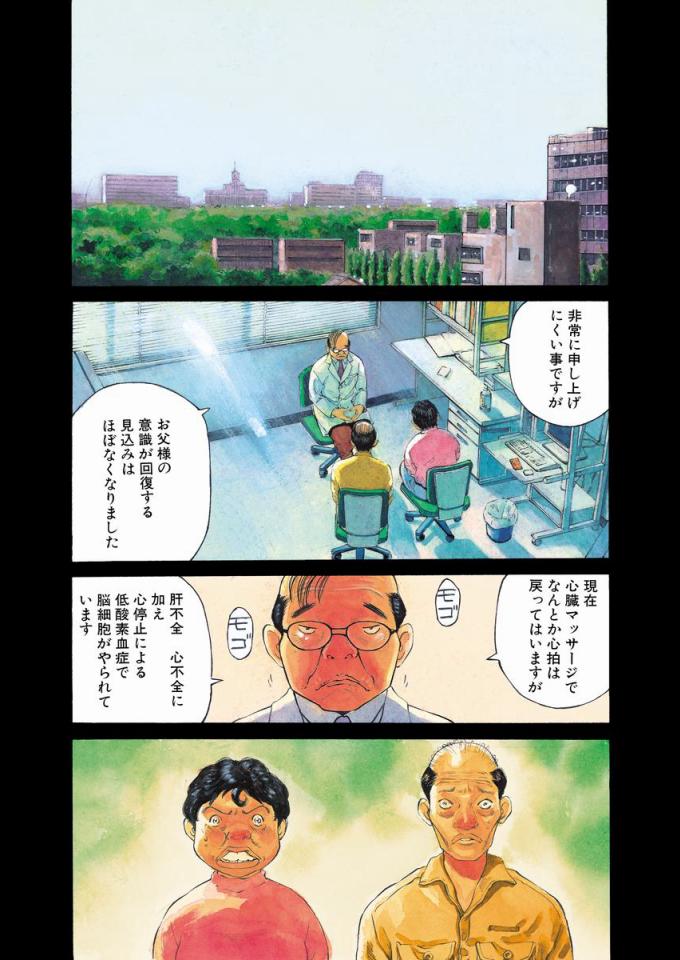 非常に申し上げ
にくい事ですが
お父様の
意識が回復する
見込みは
ほぼなくなりました
現在
心臓マッサージで
なんとか心拍は
戻ってはいますが
モゴ
モゴ
肝不全　心不全に
加え
心停止による
低酸素血症で
脳細胞がやられて
います